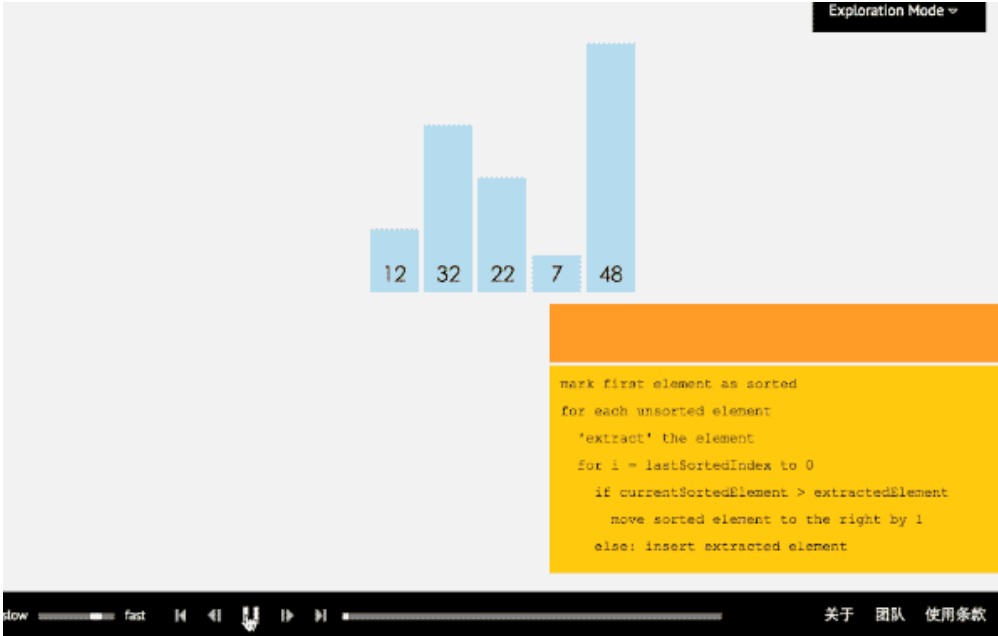 Exploration Mode
12 32 22 7 48
mark first element as sorted
for each unsorted element
'extract' the element
for i = lastSortedIndex to 0
if currentSortedElement > extractedElement
move sorted element to the right by 1
else: insert extracted element
slow fast 关于 团队 使用条款